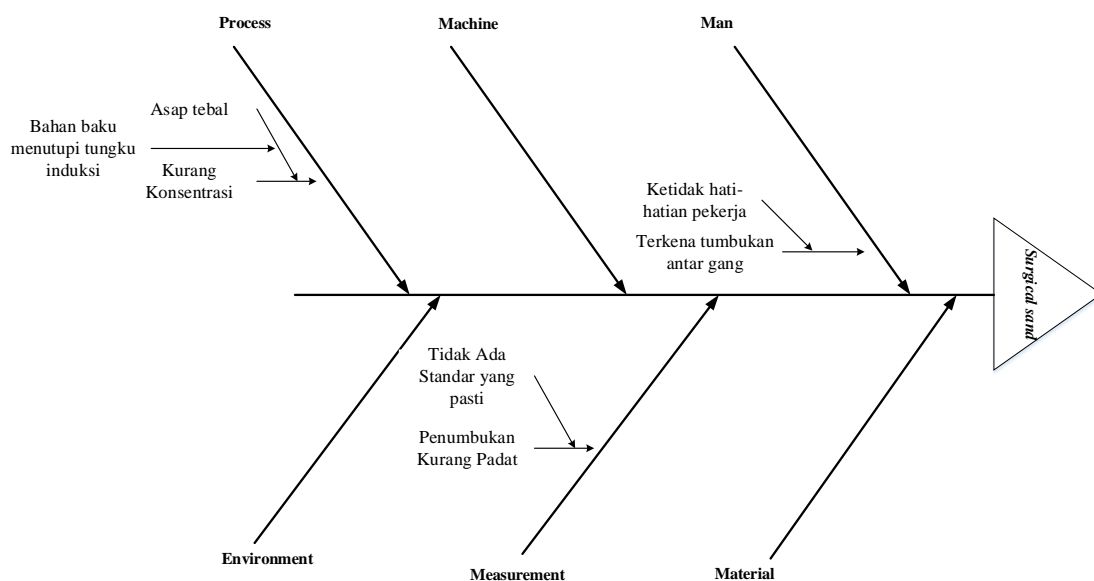 Process
Machine
Man
Asap tebal
Bahan baku
menutupi tungku
induksi
Kurang
Konsentrasi
Ketidak hati-
hatian pekerja
Terkena tumbukan
antar gang
Surgical sand
Tidak Ada
Standar yang
pasti
Penumbukan
Kurang Padat
Environment
Measurement
Material